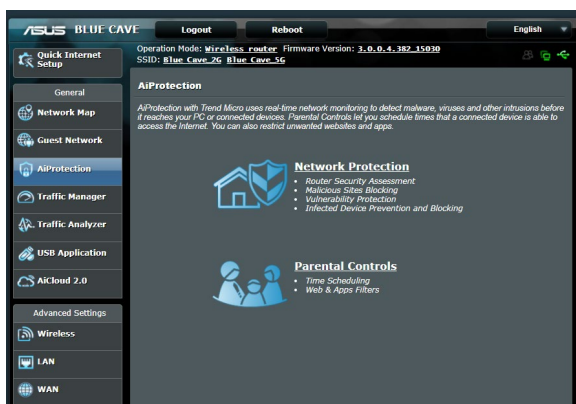 ASUS BLUE CAVE Logout Reboot English
Quick Internet Setup
Operation Mode: Wireless router Firmware Version: 3.0.0.4.382_15030
SSID: Blue Cave_2G Blue Cave_5G
General
Network Map
Guest Network
AiProtection
Traffic Manager
Traffic Analyzer
USB Application
AiCloud 2.0
Advanced Settings
Wireless
LAN
WAN
AiProtection
AiProtection with Trend Micro uses real-time network monitoring to detect malware, viruses and other intrusions before
it reaches your PC or connected devices. Parental Controls let you schedule times that a connected device is able to
access the Internet. You can also restrict unwanted websites and apps.
Network Protection
• Router Security Assessment
• Malicious Sites Blocking
• Vulnerability Protection
• Infected Device Prevention and Blocking
Parental Controls
• Time Scheduling
• Web & Apps Filters